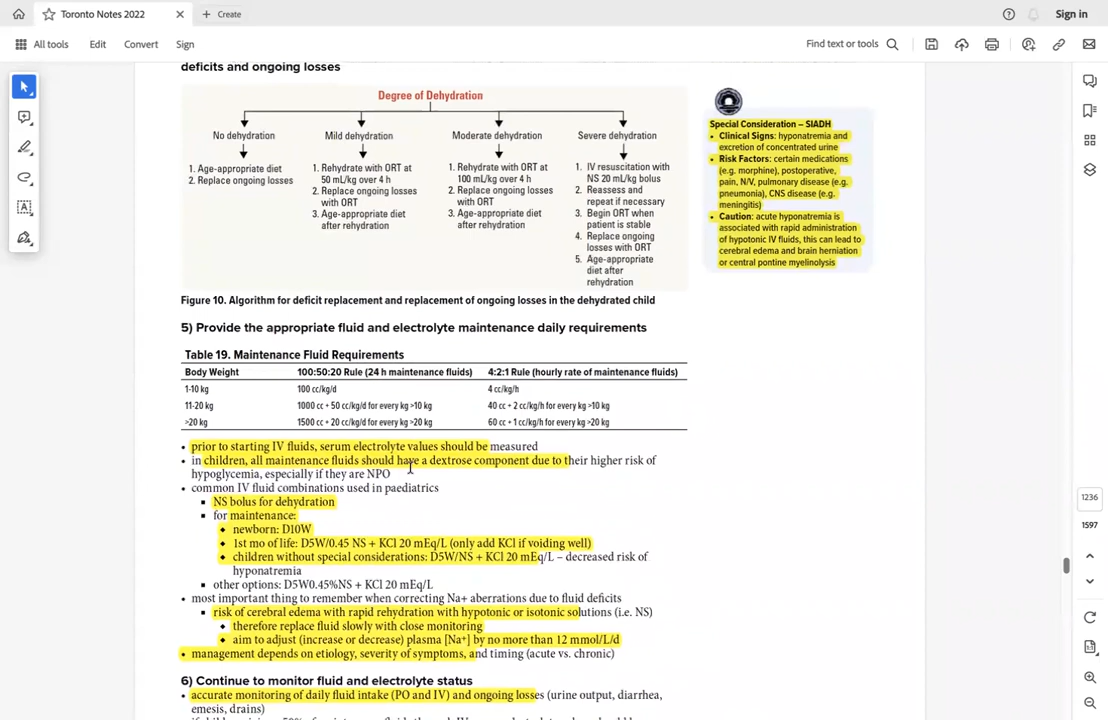 Toronto Notes 2022
Create
Sign in
All tools
Edit
Convert
Sign
Find text or tools
deficits and ongoing losses
Degree of Dehydration
No dehydration
1. Age-appropriate diet
2. Replace ongoing losses
Mild dehydration
1. Rehydrate with ORT at
50 mL/kg over 4 h
2. Replace ongoing losses
with ORT
3. Age-appropriate diet
after rehydration
Moderate dehydration
1. Rehydrate with ORT at
100 mL/kg over 4 h
2. Replace ongoing losses
with ORT
3. Age-appropriate diet
after rehydration
Severe dehydration
1. IV resuscitation with
NS 20 mL/kg bolus
2. Reassess and
repeat if necessary
3. Begin ORT when
patient is stable
4. Replace ongoing
losses with ORT
5. Age-appropriate
diet after
rehydration
Special Consideration – SIADH
• Clinical Signs: hyponatremia and
excretion of concentrated urine
• Risk Factors: certain medications
(e.g. morphine), postoperative,
pain, N/V, pulmonary disease (e.g.
pneumonia), CNS disease (e.g.
meningitis)
• Caution: acute hyponatremia is
associated with rapid administration
of hypotonic IV fluids, this can lead to
cerebral edema and brain herniation
or central pontine myelinolysis
Figure 10. Algorithm for deficit replacement and replacement of ongoing losses in the dehydrated child
5) Provide the appropriate fluid and electrolyte maintenance daily requirements
Table 19. Maintenance Fluid Requirements
Body Weight 100:50:20 Rule (24 h maintenance fluids) 4:2:1 Rule (hourly rate of maintenance fluids)
1-10 kg 100 cc/kg/d 4 cc/kg/h
11-20 kg 1000 cc + 50 cc/kg/d for every kg >10 kg 40 cc + 2 cc/kg/h for every kg >10 kg
>20 kg 1500 cc + 20 cc/kg/d for every kg >20 kg 60 cc + 1 cc/kg/h for every kg >20 kg
• prior to starting IV fluids, serum electrolyte values should be measured
• in children, all maintenance fluids should have a dextrose component due to their higher risk of
hypoglycemia, especially if they are NPO
• common IV fluid combinations used in paediatrics
▪ NS bolus for dehydration
▪ for maintenance:
◆ newborn: D10W
◆ 1st mo of life: D5W/0.45 NS + KCl 20 mEq/L (only add KCl if voiding well)
◆ children without special considerations: D5W/NS + KCl 20 mEq/L – decreased risk of
hyponatremia
▪ other options: D5W0.45%NS + KCl 20 mEq/L
• most important thing to remember when correcting Na+ aberrations due to fluid deficits
▪ risk of cerebral edema with rapid rehydration with hypotonic or isotonic solutions (i.e. NS)
◆ therefore replace fluid slowly with close monitoring
◆ aim to adjust (increase or decrease) plasma [Na+] by no more than 12 mmol/L/d
• management depends on etiology, severity of symptoms, and timing (acute vs. chronic)
6) Continue to monitor fluid and electrolyte status
• accurate monitoring of daily fluid intake (PO and IV) and ongoing losses (urine output, diarrhea,
emesis, drains)
1236
1597